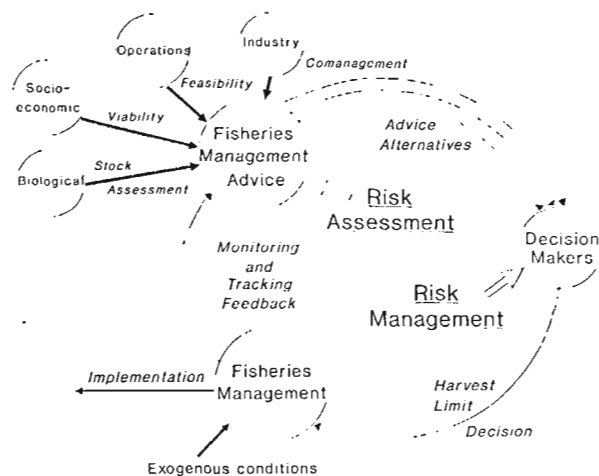 Operations
Industry
Comanagement
Feasibility
Socio-
economic
Viability
Fisheries
Management
Advice
Advice
Alternatives
Stock
Assessment
Biological
Risk
Assessment
Decision
Makers
Monitoring
and
Tracking
Feedback
Risk
Management
Implementation
Fisheries
Management
Harvest
Limit
Decision
Exogenous conditions